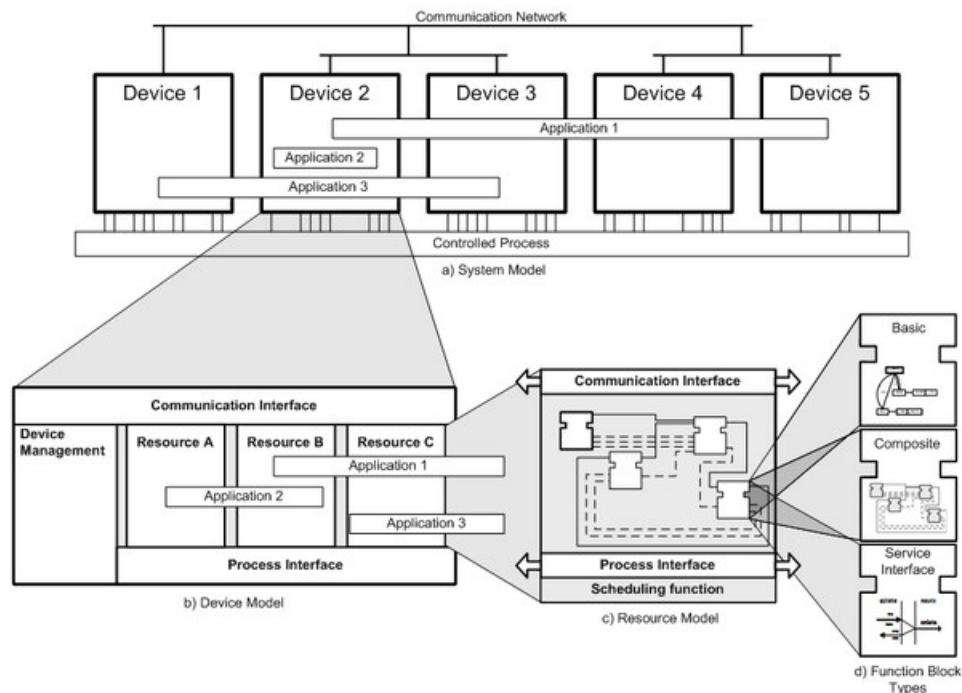 Communication Network
Device 1
Device 2
Device 3
Device 4
Device 5
Application 1
Application 2
Application 3
Controlled Process
a) System Model
Communication Interface
Device
Management
Resource A
Resource B
Resource C
Application 1
Application 2
Application 3
Process Interface
b) Device Model
Communication Interface
Process Interface
Scheduling function
c) Resource Model
Basic
Composite
Service
Interface
d) Function Block
Types